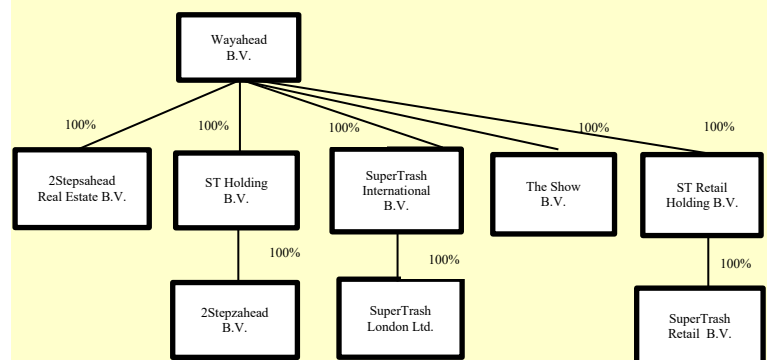 Wayahead
B.V.
100%
100%
100%
100%
100%
2Stepsahead
Real Estate B.V.
ST Holding
B.V.
SuperTrash
International
B.V.
The Show
B.V.
ST Retail
Holding B.V.
100%
100%
100%
2Stepzahead
B.V.
SuperTrash
London Ltd.
SuperTrash
Retail B.V.